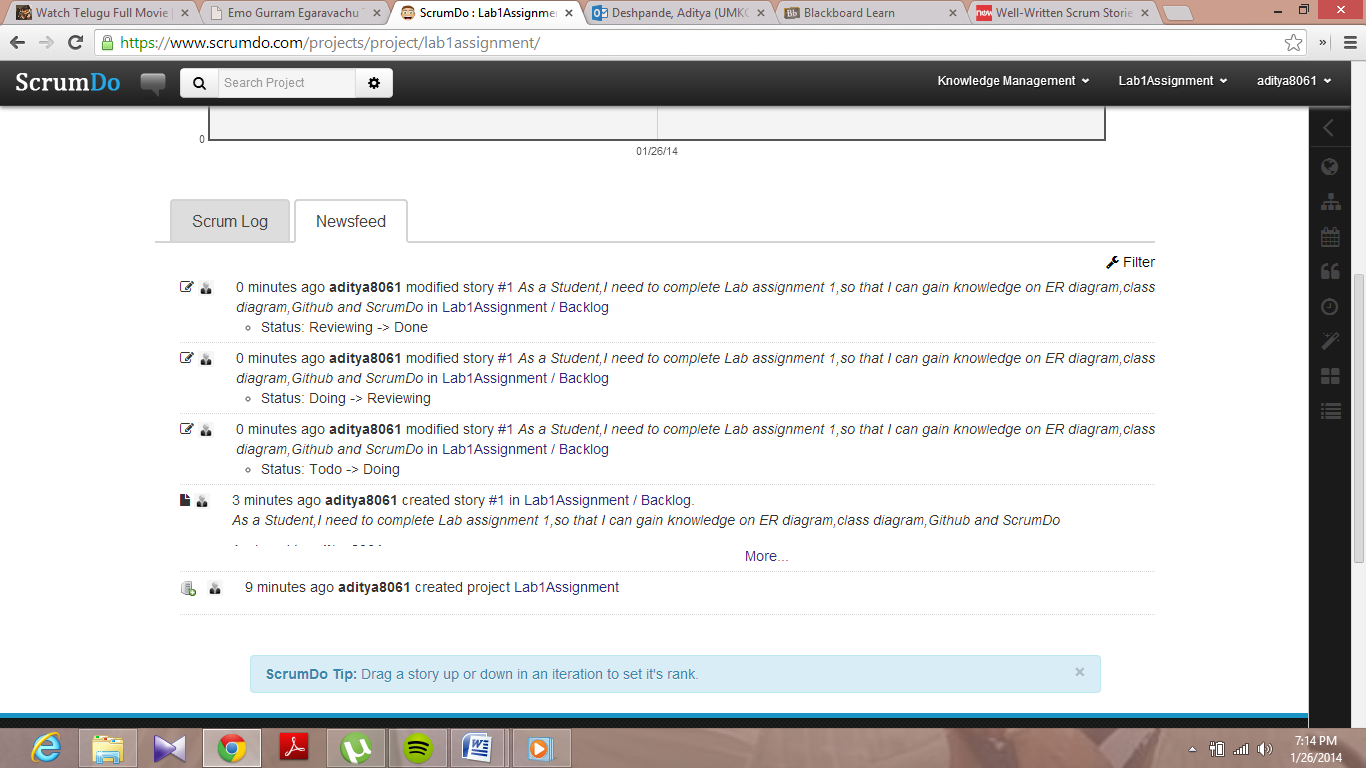 Watch Telugu Full Movie
Emo Gurram Egaravachu
ScrumDo : Lab1Assignme
Deshpande, Aditya (UMKC
Blackboard Learn
Well-Written Scrum Stories
https://www.scrumdo.com/projects/project/lab1assignment/
ScrumDo
Search Project
Knowledge Management
Lab1Assignment
aditya8061
0
01/26/14
Scrum Log
Newsfeed
Filter
0 minutes ago aditya8061 modified story #1 As a Student,I need to complete Lab assignment 1,so that I can gain knowledge on ER diagram,class
diagram,Github and ScrumDo in Lab1Assignment / Backlog
Status: Reviewing -> Done
0 minutes ago aditya8061 modified story #1 As a Student,I need to complete Lab assignment 1,so that I can gain knowledge on ER diagram,class
diagram,Github and ScrumDo in Lab1Assignment / Backlog
Status: Doing -> Reviewing
0 minutes ago aditya8061 modified story #1 As a Student,I need to complete Lab assignment 1,so that I can gain knowledge on ER diagram,class
diagram,Github and ScrumDo in Lab1Assignment / Backlog
Status: Todo -> Doing
3 minutes ago aditya8061 created story #1 in Lab1Assignment / Backlog.
As a Student,I need to complete Lab assignment 1,so that I can gain knowledge on ER diagram,class diagram,Github and ScrumDo
More...
9 minutes ago aditya8061 created project Lab1Assignment
ScrumDo Tip: Drag a story up or down in an iteration to set it's rank.
7:14 PM
1/26/2014